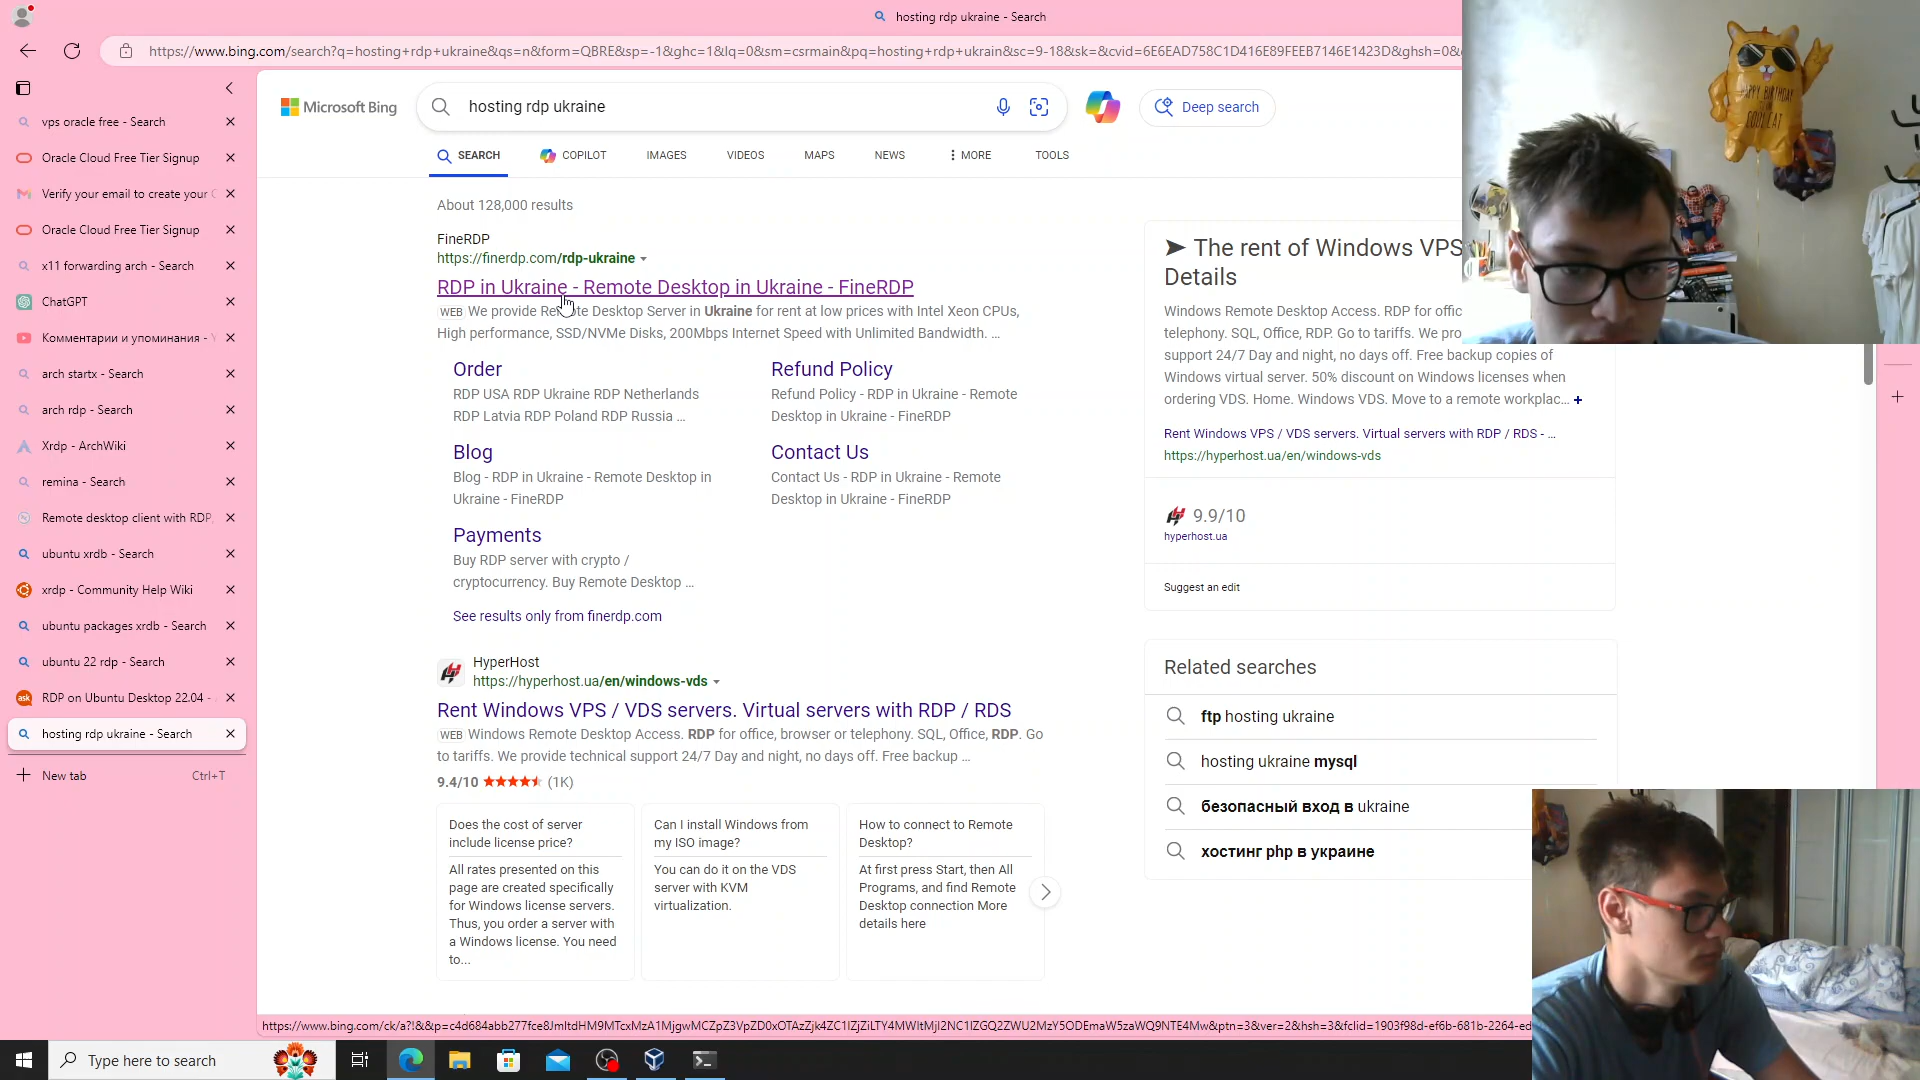 hosting rdp ukraine - Search
https://www.bing.com/search?q=hosting+rdp+ukraine&qs=n&form=QBRE&sp=-1&ghc=1&lq=0&sm=csrmain&pq=hosting+rdp+ukrain&sc=9-18&sk=&cvid=6E6EAD758C1D416E89FEEB7146E1423D&ghsh=0&
vps oracle free - Search
Oracle Cloud Free Tier Signup
Verify your email to create your
Oracle Cloud Free Tier Signup
x11 forwarding arch - Search
ChatGPT
Комментарии и упоминания -
arch startx - Search
arch rdp - Search
Xrdp - ArchWiki
remina - Search
Remote desktop client with RDP,
ubuntu xrdb - Search
xrdp - Community Help Wiki
ubuntu packages xrdb - Search
ubuntu 22 rdp - Search
ask
RDP on Ubuntu Desktop 22.04 -
hosting rdp ukraine - Search
New tab Ctrl+T
Microsoft Bing
hosting rdp ukraine
Deep search
SEARCH COPILOT IMAGES VIDEOS MAPS NEWS MORE TOOLS
About 128,000 results
FineRDP
https://finerdp.com/rdp-ukraine
RDP in Ukraine - Remote Desktop in Ukraine - FineRDP
WEB We provide Remote Desktop Server in Ukraine for rent at low prices with Intel Xeon CPUs,
High performance, SSD/NVMe Disks, 200Mbps Internet Speed with Unlimited Bandwidth. ...
Order
RDP USA RDP Ukraine RDP Netherlands
RDP Latvia RDP Poland RDP Russia ...
Refund Policy
Refund Policy - RDP in Ukraine - Remote
Desktop in Ukraine - FineRDP
Blog
Blog - RDP in Ukraine - Remote Desktop in
Ukraine - FineRDP
Contact Us
Contact Us - RDP in Ukraine - Remote
Desktop in Ukraine - FineRDP
Payments
Buy RDP server with crypto /
cryptocurrency. Buy Remote Desktop ...
See results only from finerdp.com
HyperHost
https://hyperhost.ua/en/windows-vds
Rent Windows VPS / VDS servers. Virtual servers with RDP / RDS
WEB Windows Remote Desktop Access. RDP for office, browser or telephony. SQL, Office, RDP. Go
to tariffs. We provide technical support 24/7 Day and night, no days off. Free backup ...
9.4/10 (1K)
Does the cost of server
include license price?
All rates presented on this
page are created specifically
for Windows license servers.
Thus, you order a server with
a Windows license. You need
to...
Can I install Windows from
my ISO image?
You can do it on the VDS
server with KVM
virtualization.
How to connect to Remote
Desktop?
At first press Start, then All
Programs, and find Remote
Desktop connection More
details here
➤ The rent of Windows VPS
Details
Windows Remote Desktop Access. RDP for offic
telephony. SQL, Office, RDP. Go to tariffs. We pro
support 24/7 Day and night, no days off. Free backup copies of
Windows virtual server. 50% discount on Windows licenses when
ordering VDS. Home. Windows VDS. Move to a remote workplac... +
Rent Windows VPS / VDS servers. Virtual servers with RDP / RDS - ...
https://hyperhost.ua/en/windows-vds
9.9/10
hyperhost.ua
Suggest an edit
Related searches
ftp hosting ukraine
hosting ukraine mysql
безопасный вход в ukraine
хостинг php в украине
HAPPY BIRTHDAY
COOL CAT
Type here to search